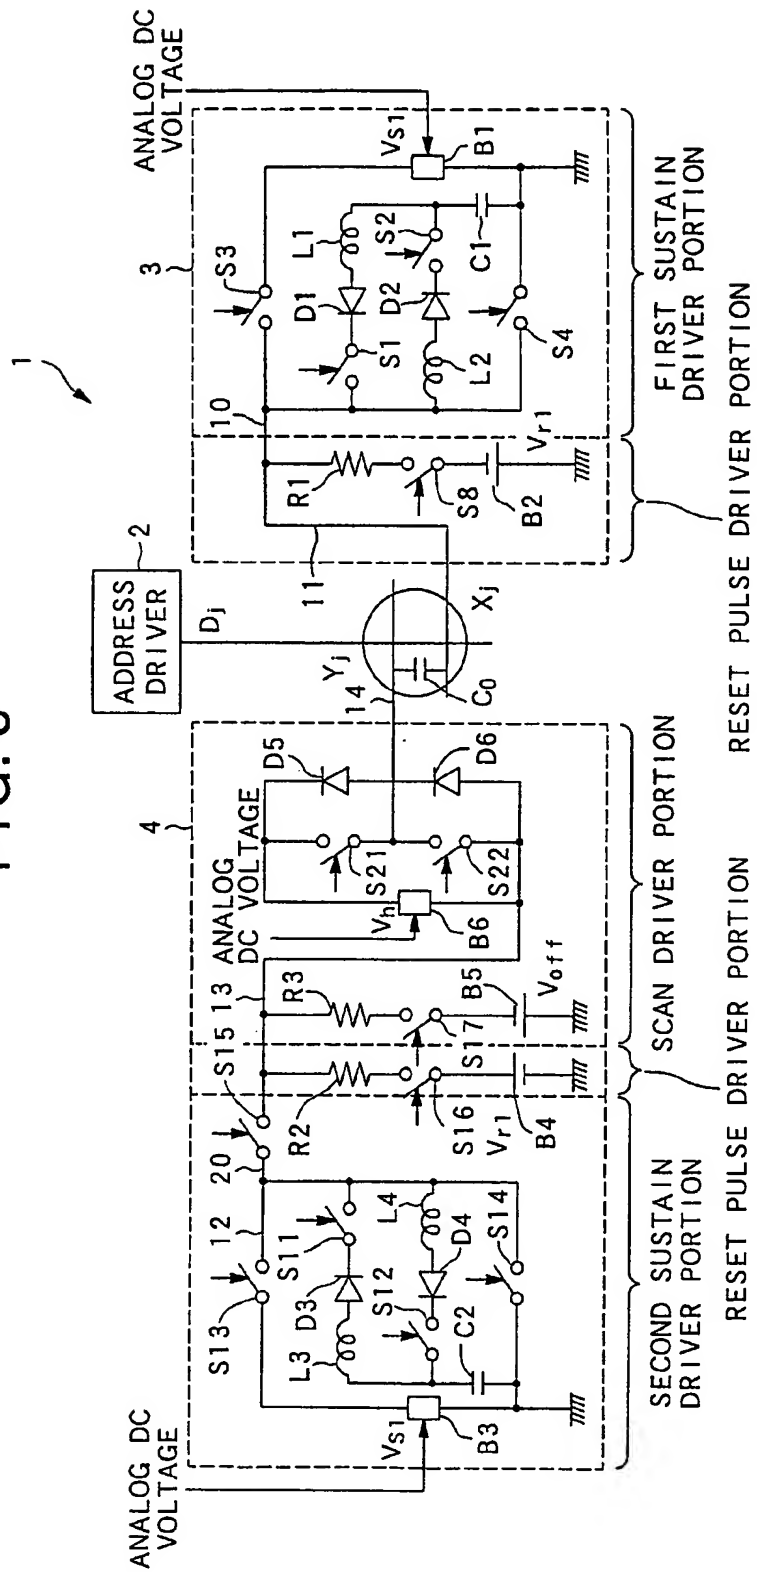 1
ANALOG DC
VOLTAGE
4
ADDRESS
DRIVER
2
3
ANALOG DC
VOLTAGE
S13
12
20
S15
13
ANALOG
DC VOLTAGE
Dj
10
S3
L3
D3
S11
R2
R3
Vh
S21
D5
Yj
14
11
R1
D1
S1
L1
Vs1
B3
C2
S12
D4
L4
S14
S16
Vr1
B4
S17
B5
Voff
B6
S22
D6
C0
Xj
S8
B2
Vr1
L2
D2
S2
C1
S4
Vs1
B1
SECOND SUSTAIN
DRIVER PORTION
RESET PULSE DRIVER PORTION
SCAN DRIVER PORTION
RESET PULSE DRIVER PORTION
FIRST SUSTAIN
DRIVER PORTION